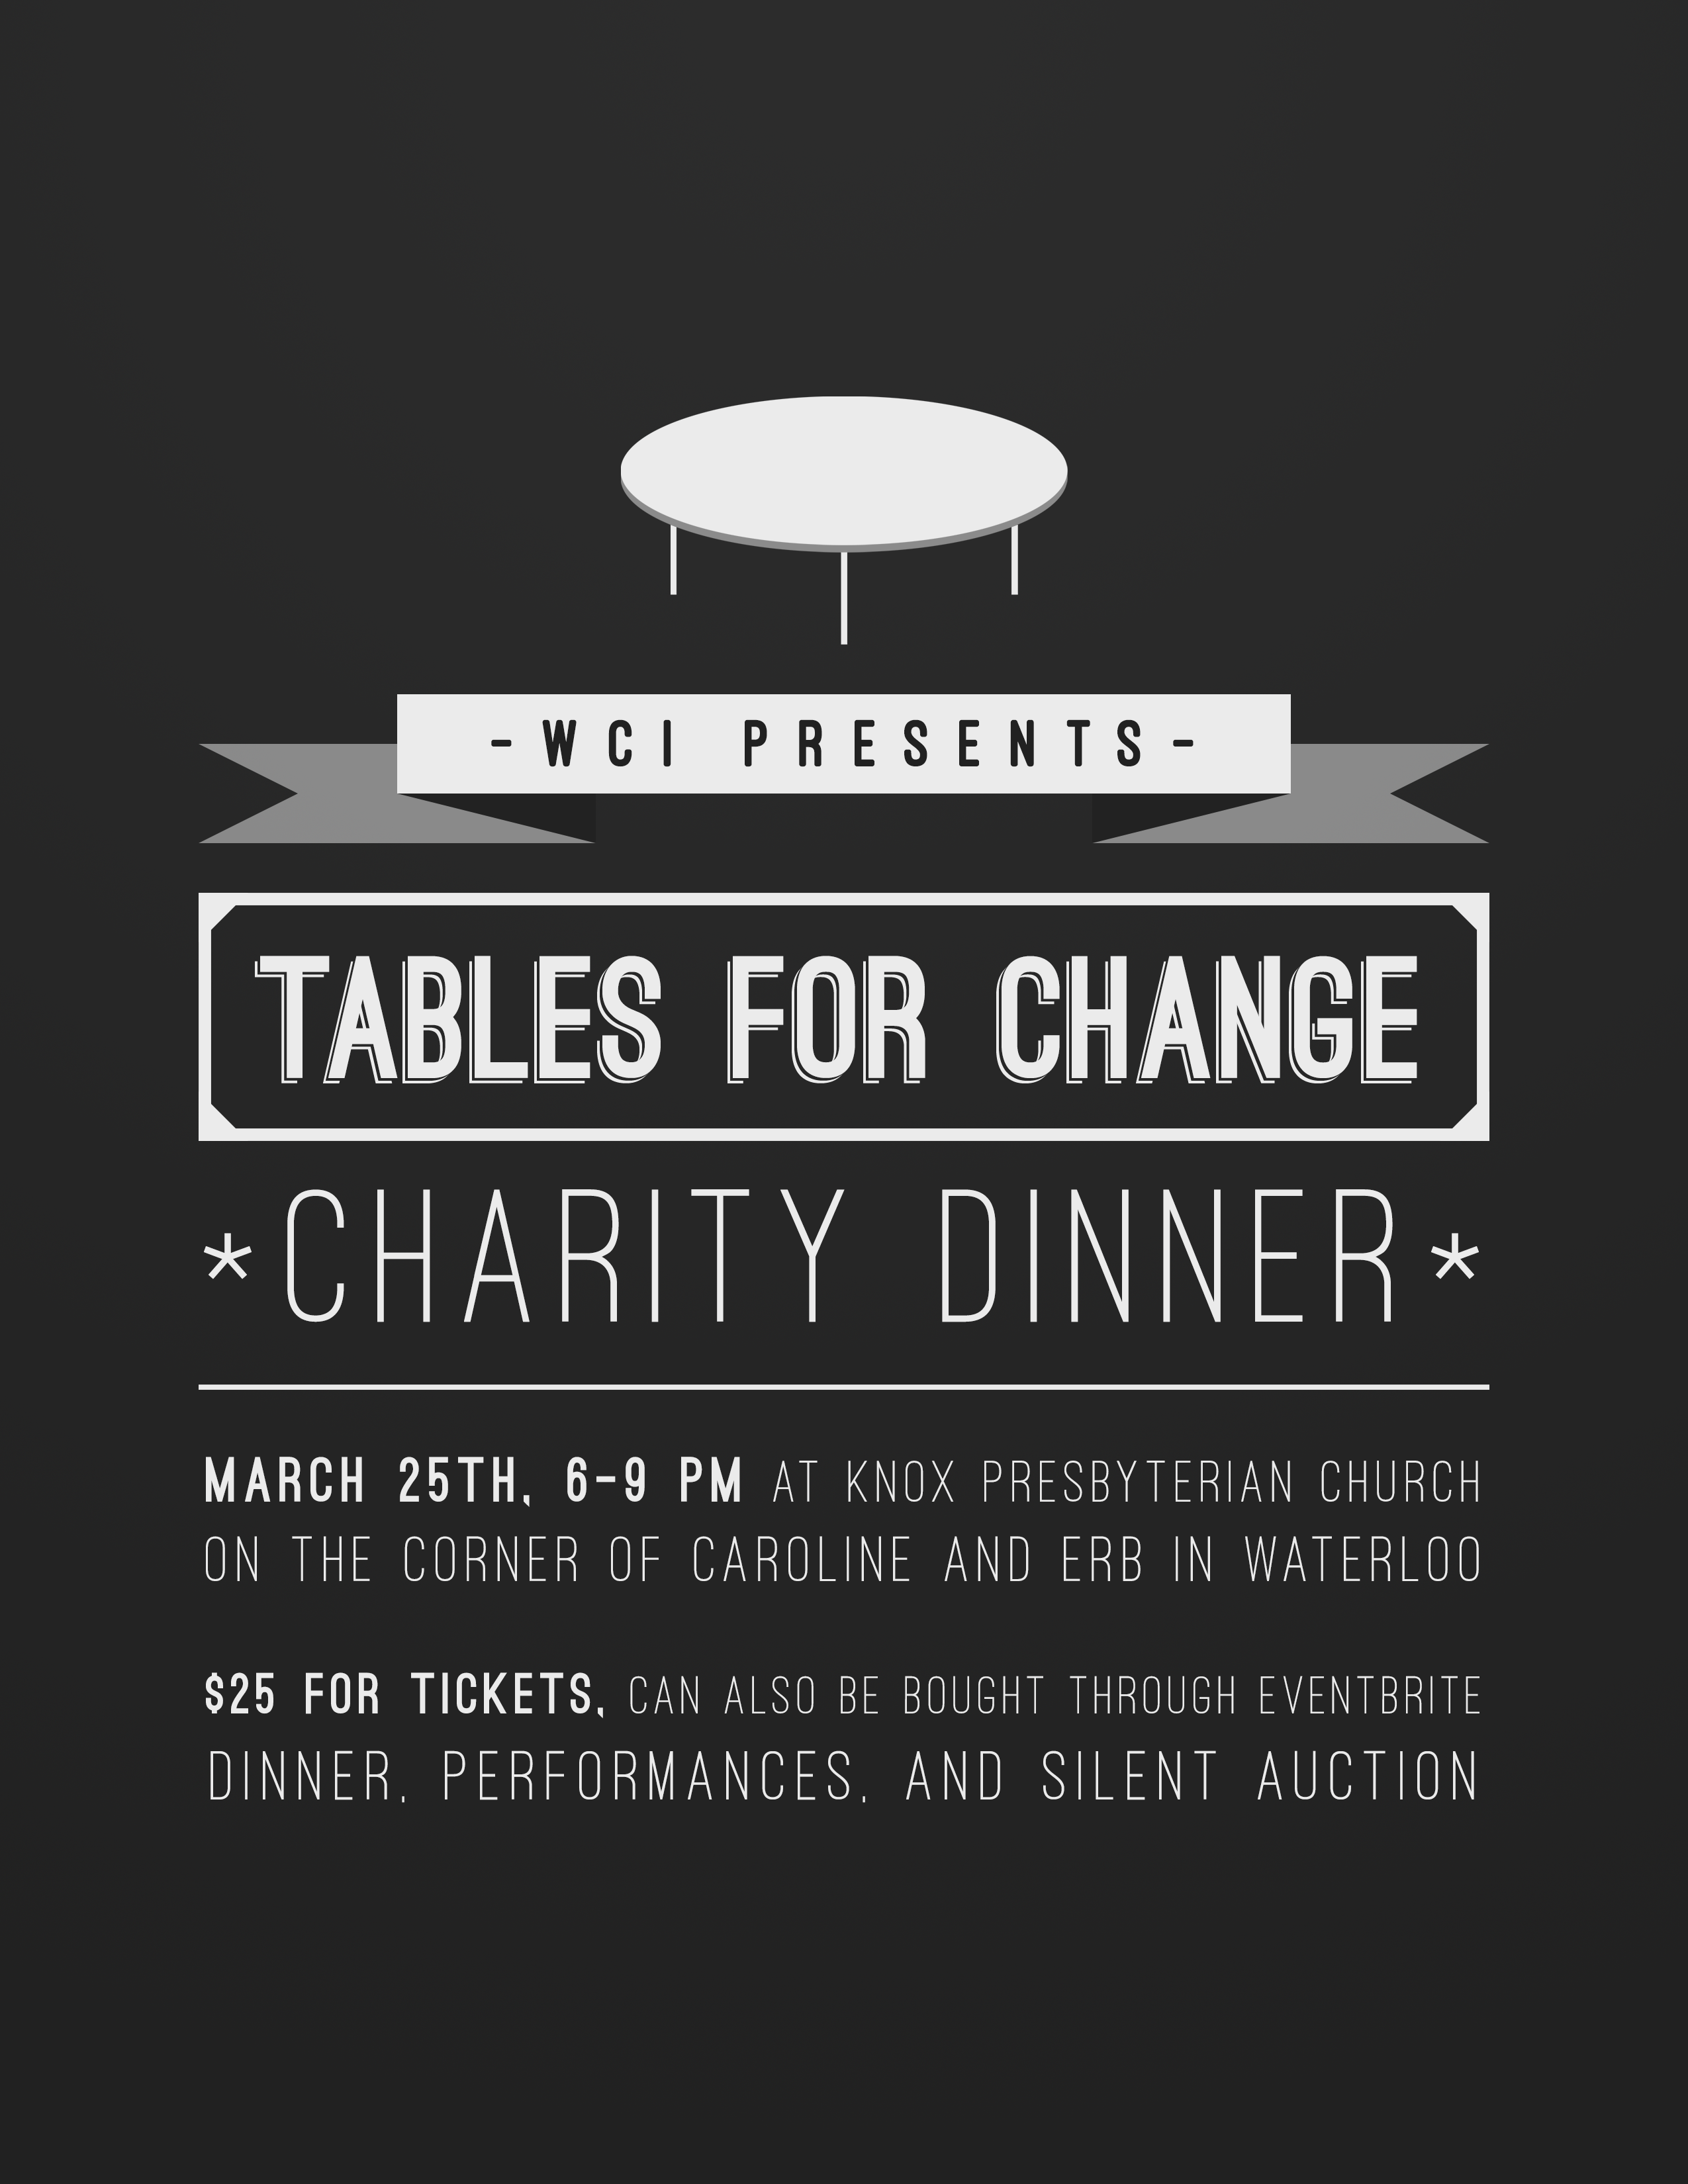 -WCI PRESENTS-
TABLES FOR CHANGE
*CHARITY DINNER*
MARCH 25TH, 6-9 PM AT KNOX PRESBYTERIAN CHURCH
ON THE CORNER OF CAROLINE AND ERB IN WATERLOO
$25 FOR TICKETS, CAN ALSO BE BOUGHT THROUGH EVENTBRITE
DINNER, PERFORMANCES, AND SILENT AUCTION